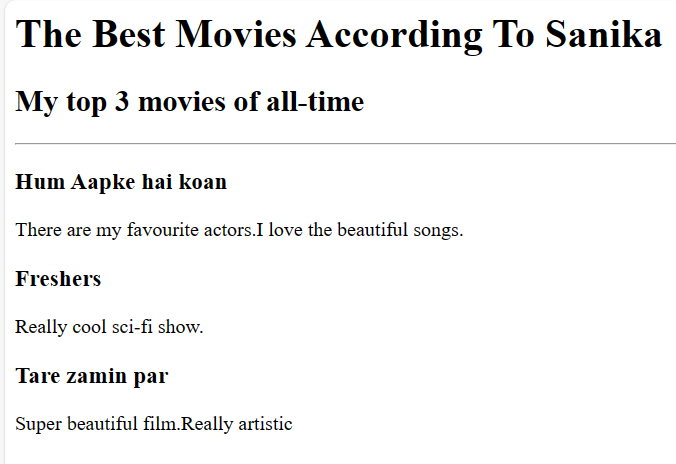 The Best Movies According To Sanika
My top 3 movies of all-time
Hum Aapke hai koan
There are my favourite actors.I love the beautiful songs.
Freshers
Really cool sci-fi show.
Tare zamin par
Super beautiful film.Really artistic